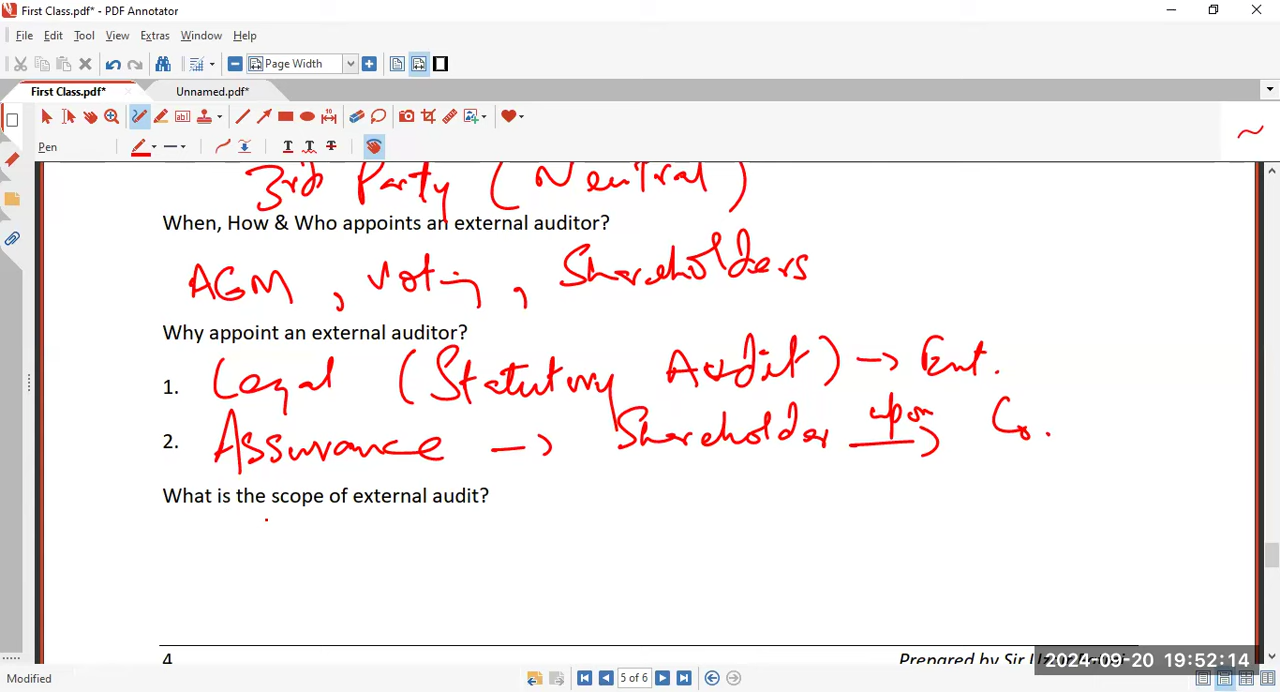 First Class.pdf* - PDF Annotator
File Edit Tool View Extras Window Help
Page Width
First Class.pdf* Unnamed.pdf*
Pen
3rd Party (Neutral)
When, How & Who appoints an external auditor?
AGM, Voting, Shareholders
Why appoint an external auditor?
1. Legal (Statutory Audit) → Ent.
2. Assurance → Shareholder upon → Co.
What is the scope of external audit?
4 Prepared by Sir
2024-09-20 19:52:14
Modified 5 of 6